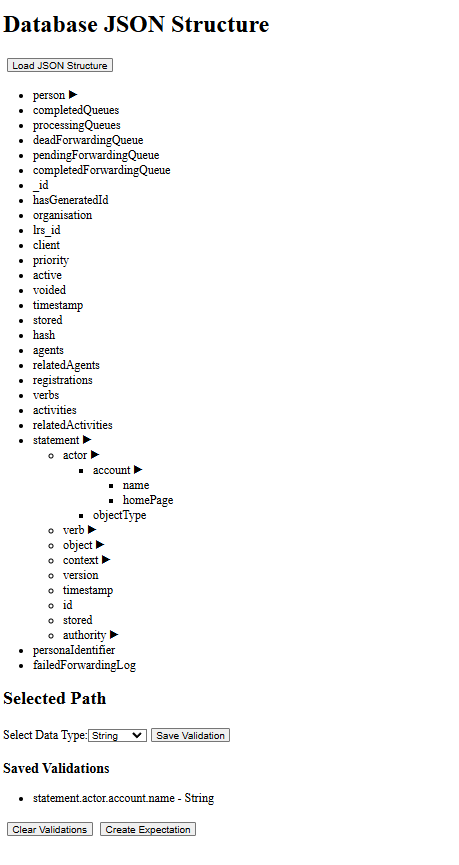 Database JSON Structure
Load JSON Structure
person ▶
completedQueues
processingQueues
deadForwardingQueue
pendingForwardingQueue
completedForwardingQueue
_id
hasGeneratedId
organisation
lrs_id
client
priority
active
voided
timestamp
stored
hash
agents
relatedAgents
registrations
verbs
activities
relatedActivities
statement ▶
actor ▶
account ▶
name
homePage
objectType
verb ▶
object ▶
context ▶
version
timestamp
id
stored
authority ▶
personaIdentifier
failedForwardingLog
Selected Path
Select Data Type: String Save Validation
Saved Validations
statement.actor.account.name - String
Clear Validations Create Expectation